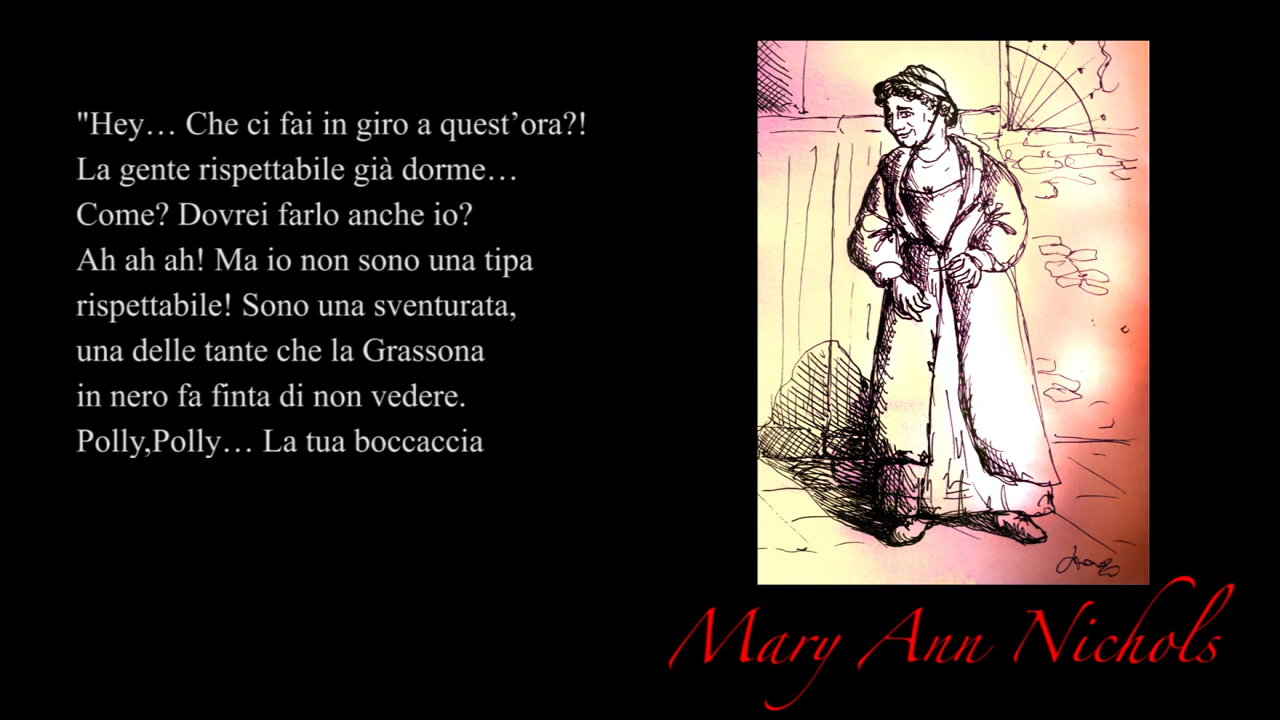 "Hey… Che ci fai in giro a quest’ora?!
La gente rispettabile già dorme…
Come? Dovrei farlo anche io?
Ah ah ah! Ma io non sono una tipa
rispettabile! Sono una sventurata,
una delle tante che la Grassona
in nero fa finta di non vedere.
Polly,Polly… La tua boccaccia
Mary Ann Nichols